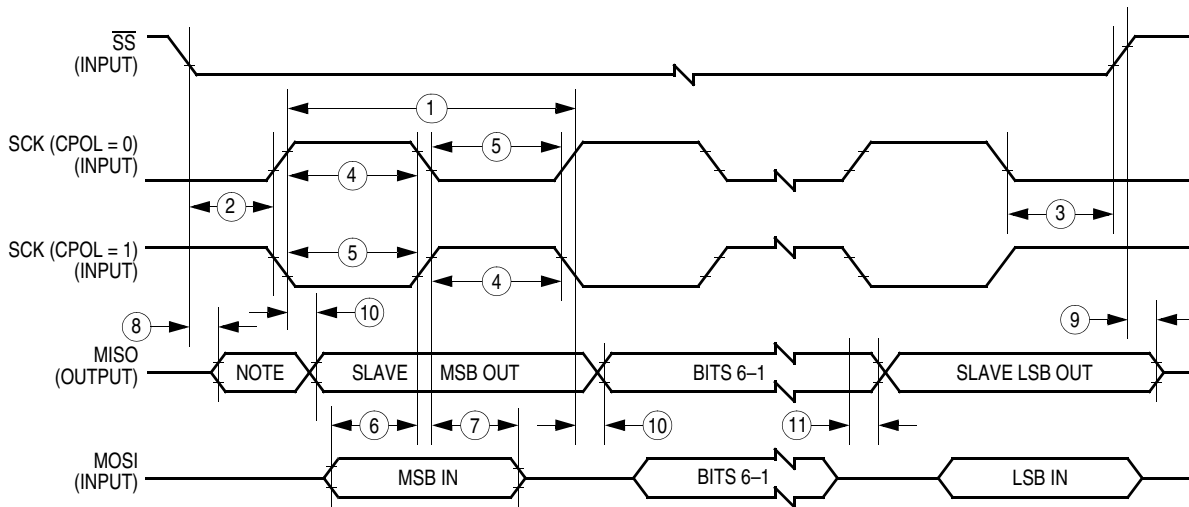 SS
(INPUT)
1
SCK (CPOL = 0)
(INPUT)
5
4
2
3
SCK (CPOL = 1)
(INPUT)
5
4
8
10
9
MISO
(OUTPUT)
NOTE
SLAVE MSB OUT
BITS 6–1
SLAVE LSB OUT
6
7
10
11
MOSI
(INPUT)
MSB IN
BITS 6–1
LSB IN